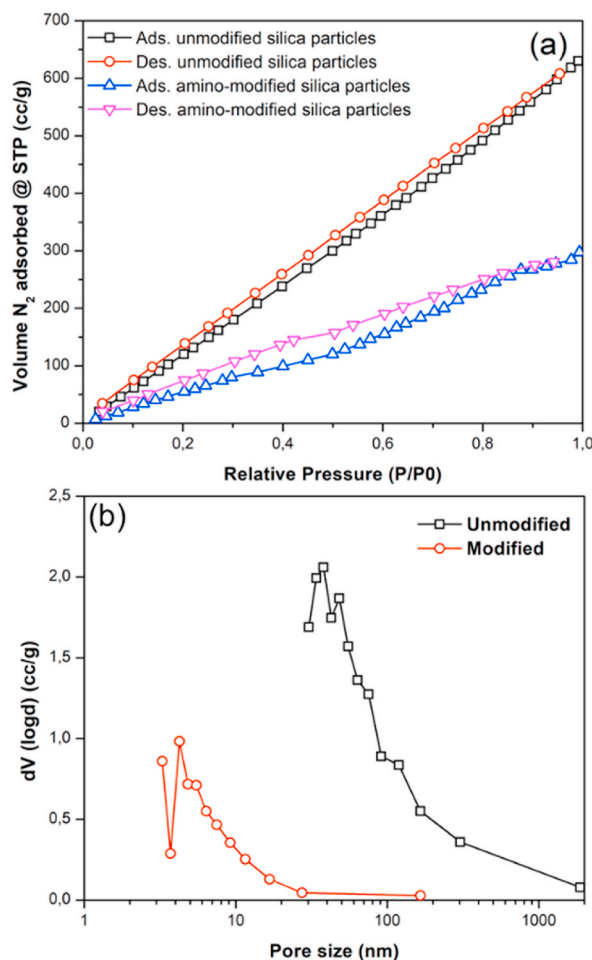 700
600
500
400
300
200
100
0
Volume N2 adsorbed @ STP (cc/g)
(a)
Ads. unmodified silica particles
Des. unmodified silica particles
Ads. amino-modified silica particles
Des. amino-modified silica particles
0,0 0,2 0,4 0,6 0,8 1,0
Relative Pressure (P/P0)
2,5
2,0
1,5
1,0
0,5
0,0
dV (logd) (cc/g)
(b)
Unmodified
Modified
1 10 100 1000
Pore size (nm)